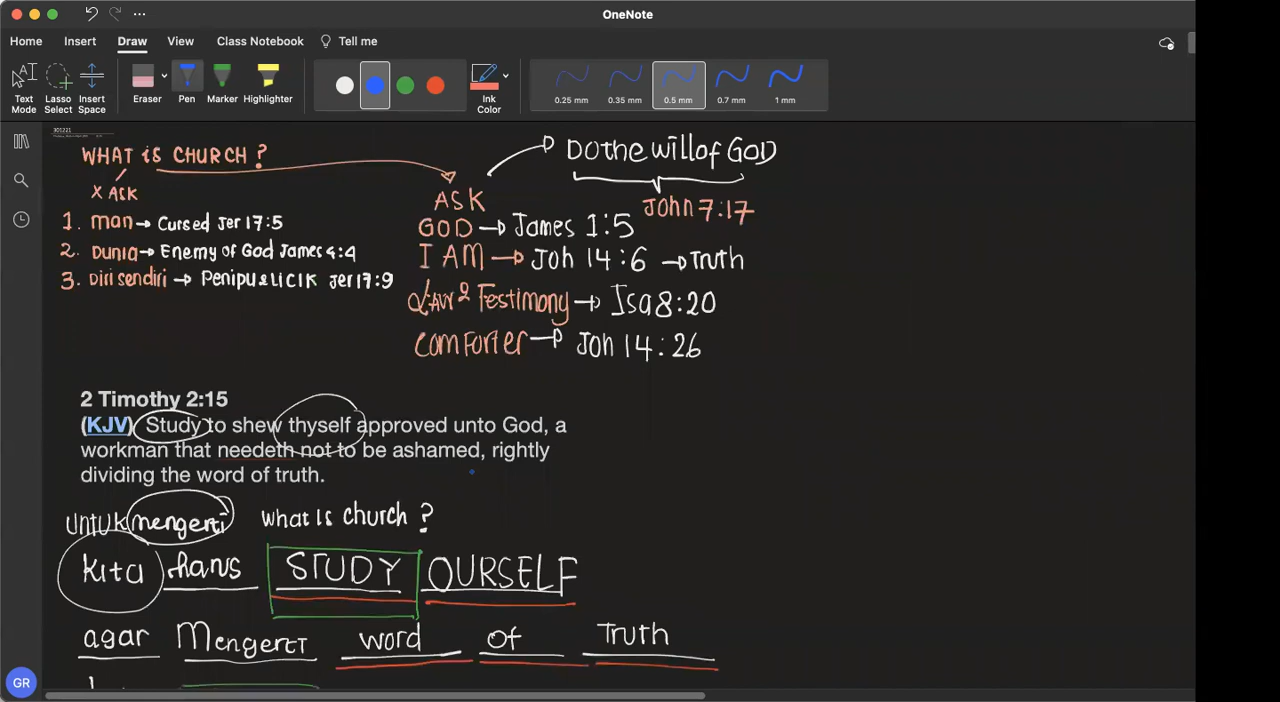 OneNote
Home Insert Draw View Class Notebook Tell me
Text Mode
Lasso Select
Insert Space
Eraser
Pen
Marker
Highlighter
Ink Color
0.25 mm
0.35 mm
0.5 mm
0.7 mm
1 mm
301221
WHAT is CHURCH ?
X ASK
1. man → Cursed Jer 17:5
2. Dunia → Enemy of God James 4:4
3. Diri sendiri → Penipu & LICIK Jer 17:9
Do the will of GOD
John 7:17
ASK
GOD → James 1:5
I AM → Joh 14:6 → Truth
Law & Testimony → Isa 8:20
comforter → Joh 14:26
2 Timothy 2:15
(KJV) Study to shew thyself approved unto God, a
workman that needeth not to be ashamed, rightly
dividing the word of truth.
UNTUK mengerti what is church ?
kita harus STUDY OURSELF
agar Mengerti word of Truth
GR